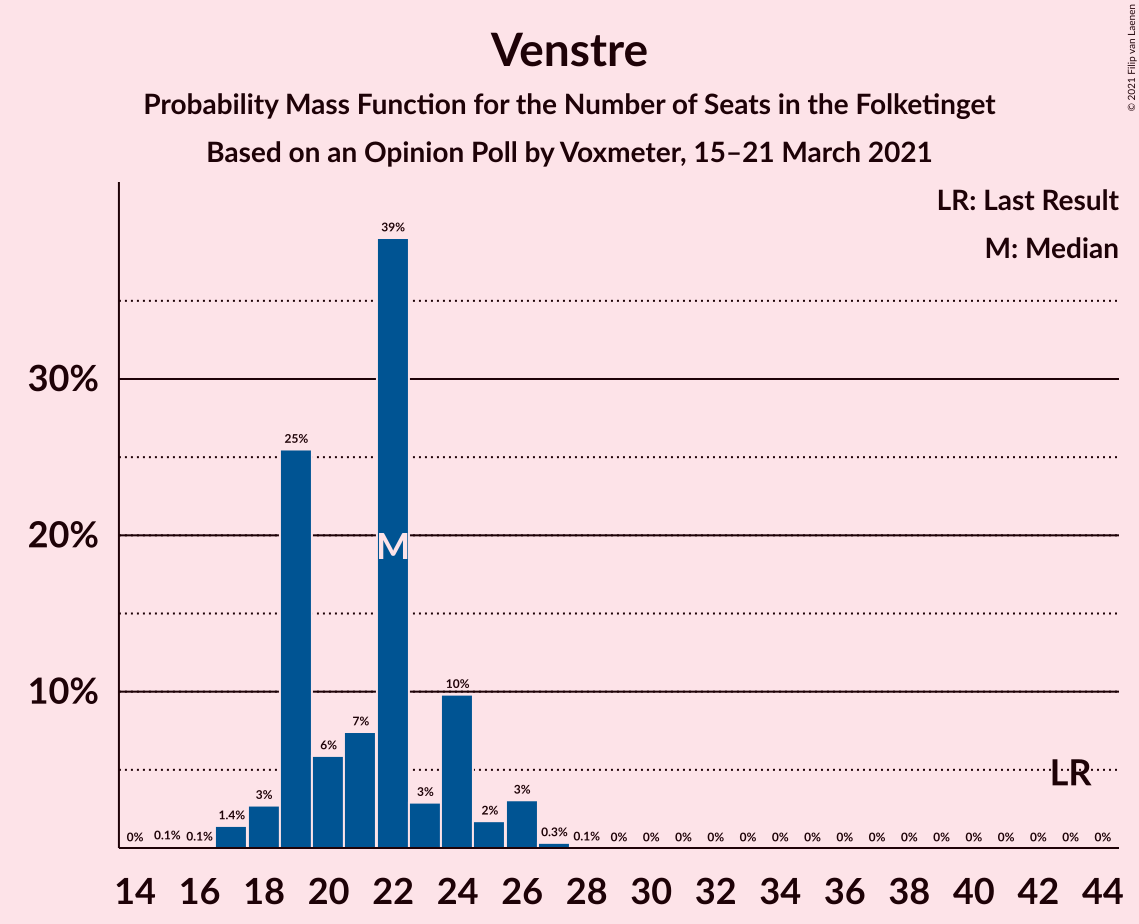 © 2021 Filip van Laenen
Venstre
Probability Mass Function for the Number of Seats in the Folketinget
Based on an Opinion Poll by Voxmeter, 15–21 March 2021
LR: Last Result
M: Median
39%
30%
25%
20%
M
10%
10%
7%
6%
LR
3%
3%
3%
2%
1.4%
0% 0.1% 0.1% 0.3% 0.1% 0% 0% 0% 0% 0% 0% 0% 0% 0% 0% 0% 0% 0% 0% 0% 0%
14 16 18 20 22 24 26 28 30 32 34 36 38 40 42 44